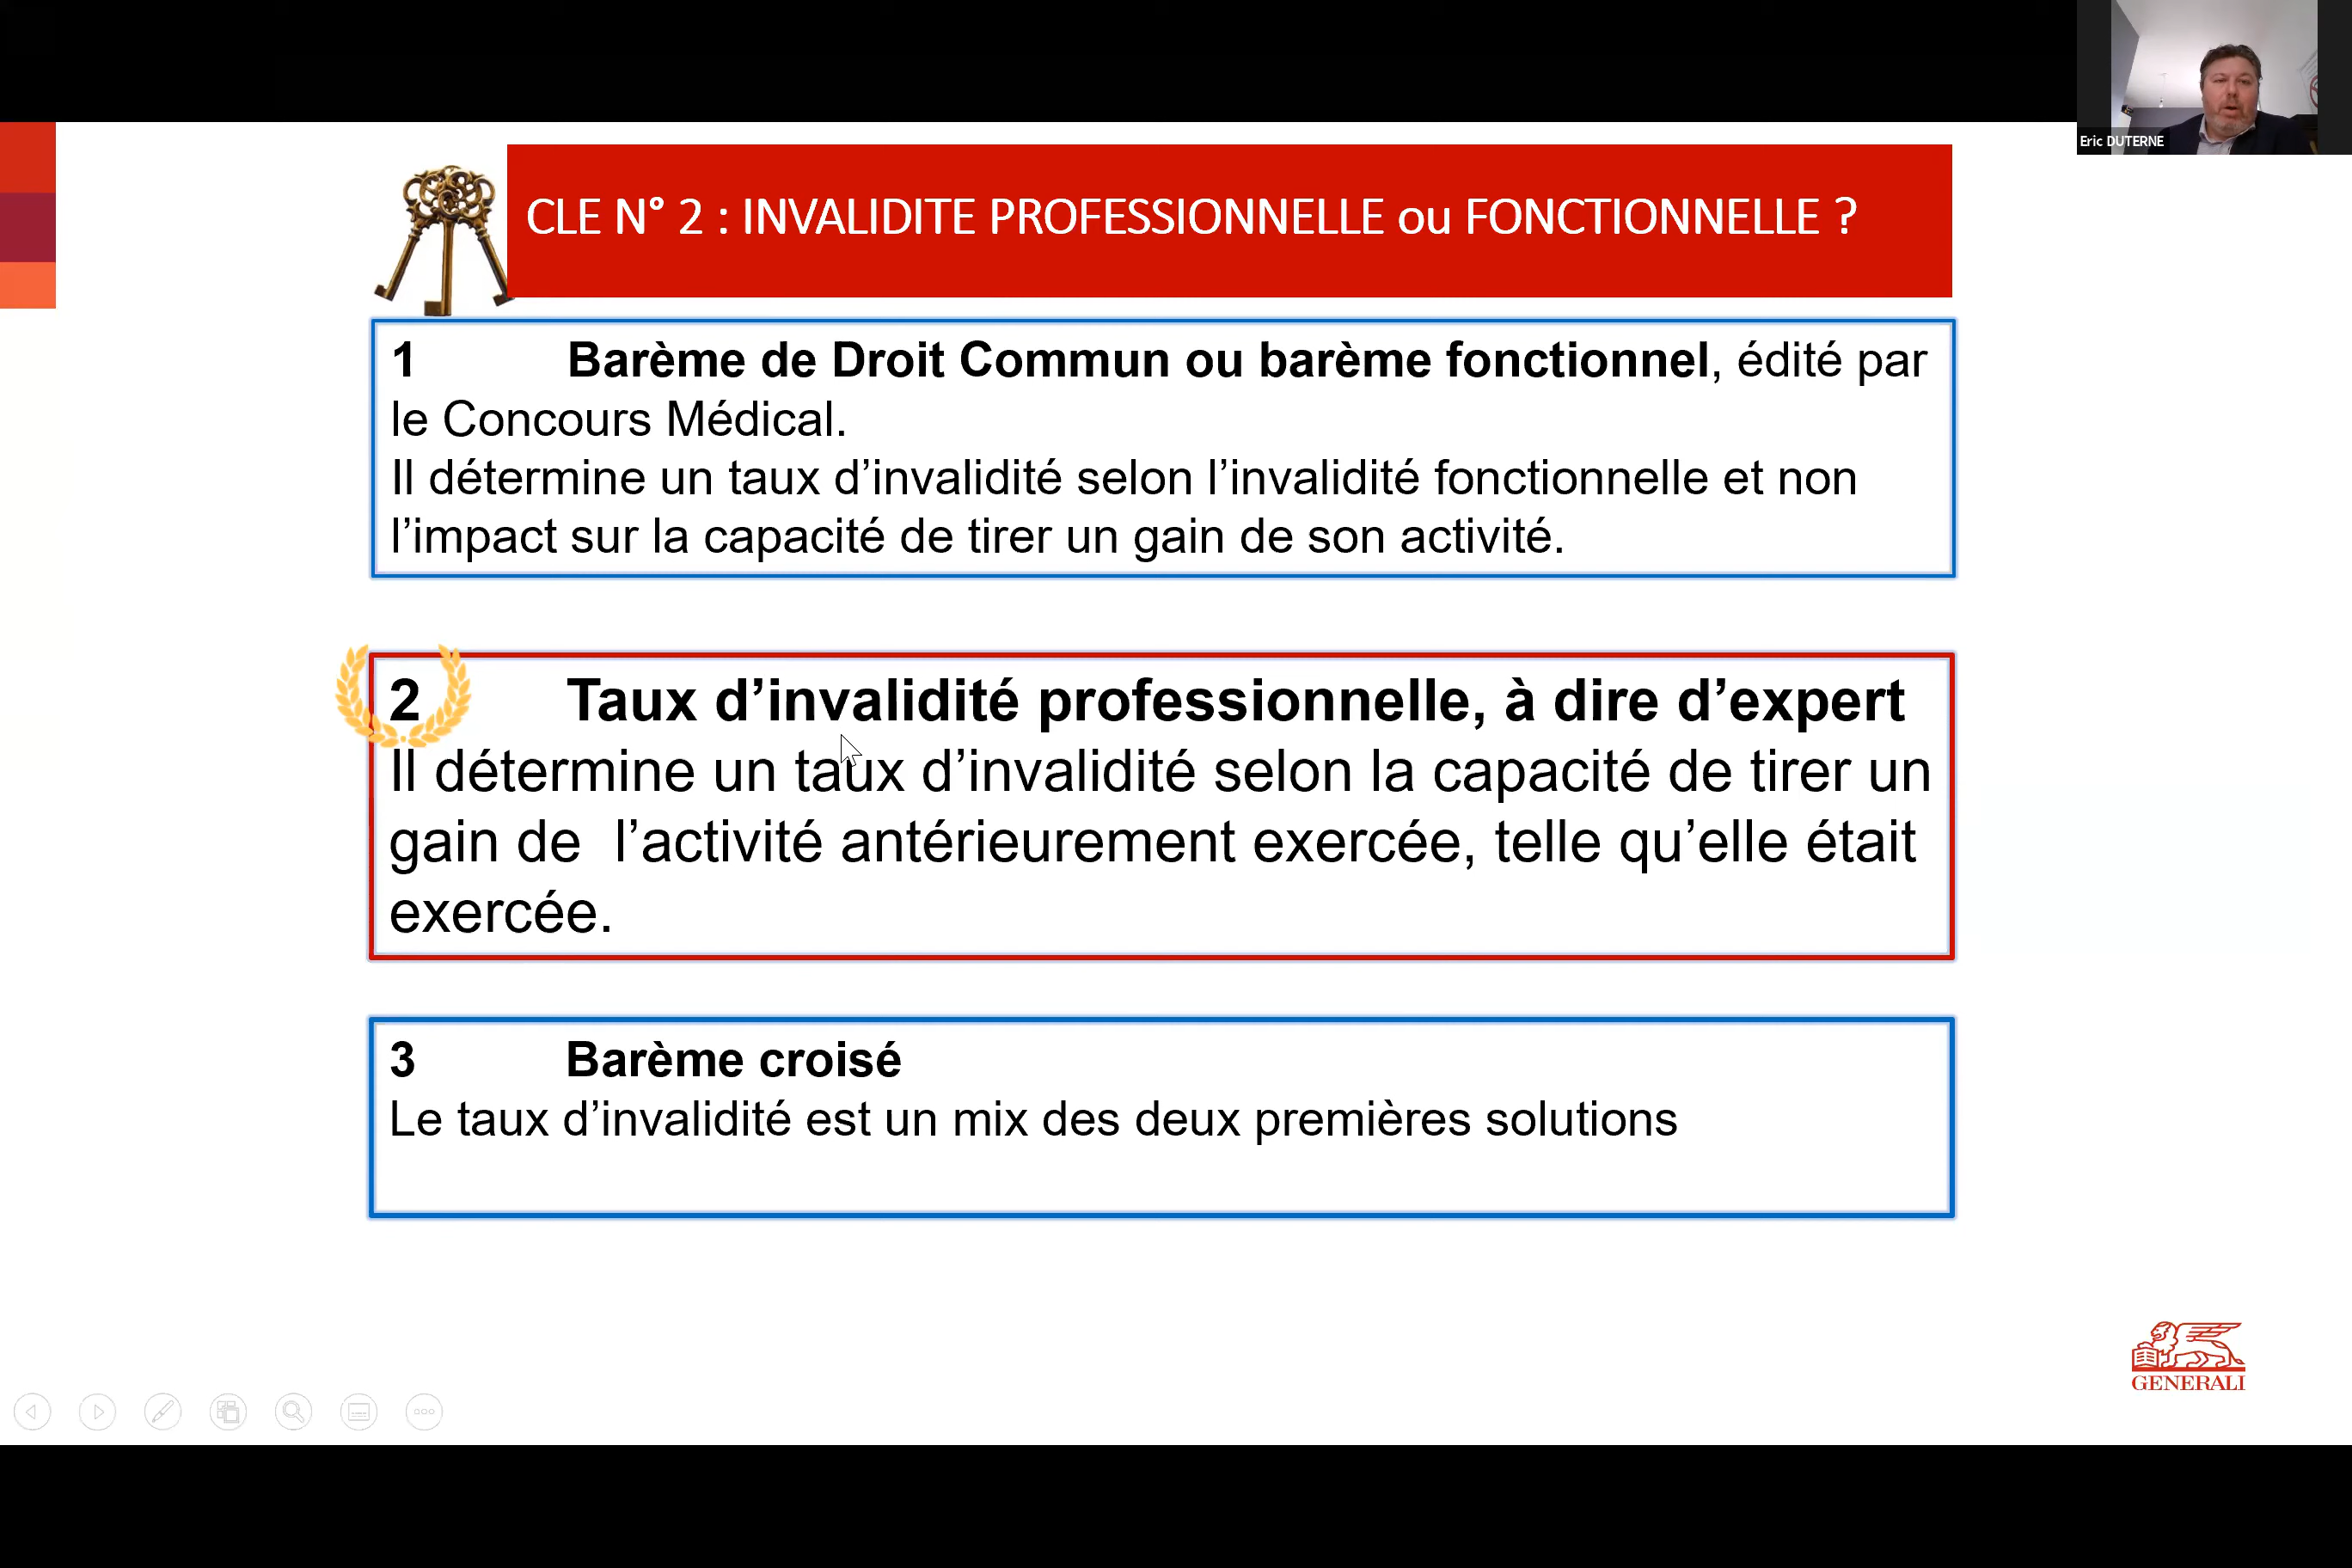 Eric DUTERNE
CLE N° 2 : INVALIDITE PROFESSIONNELLE ou FONCTIONNELLE ?
1 Barème de Droit Commun ou barème fonctionnel, édité par
le Concours Médical.
Il détermine un taux d’invalidité selon l’invalidité fonctionnelle et non
l’impact sur la capacité de tirer un gain de son activité.
2 Taux d’invalidité professionnelle, à dire d’expert
Il détermine un taux d’invalidité selon la capacité de tirer un
gain de l’activité antérieurement exercée, telle qu’elle était
exercée.
3 Barème croisé
Le taux d’invalidité est un mix des deux premières solutions
GENERALI